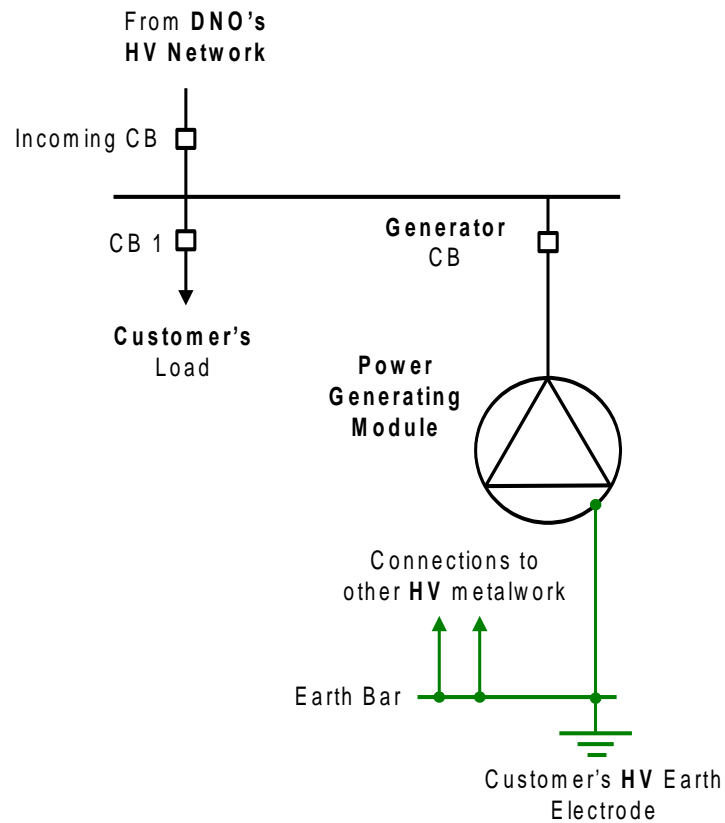 From DNO's
HV Network
Incoming CB
CB 1
Generator
CB
Customer's
Load
Power
Generating
Module
Connections to
other HV metalwork
Earth Bar
Customer's HV Earth
Electrode